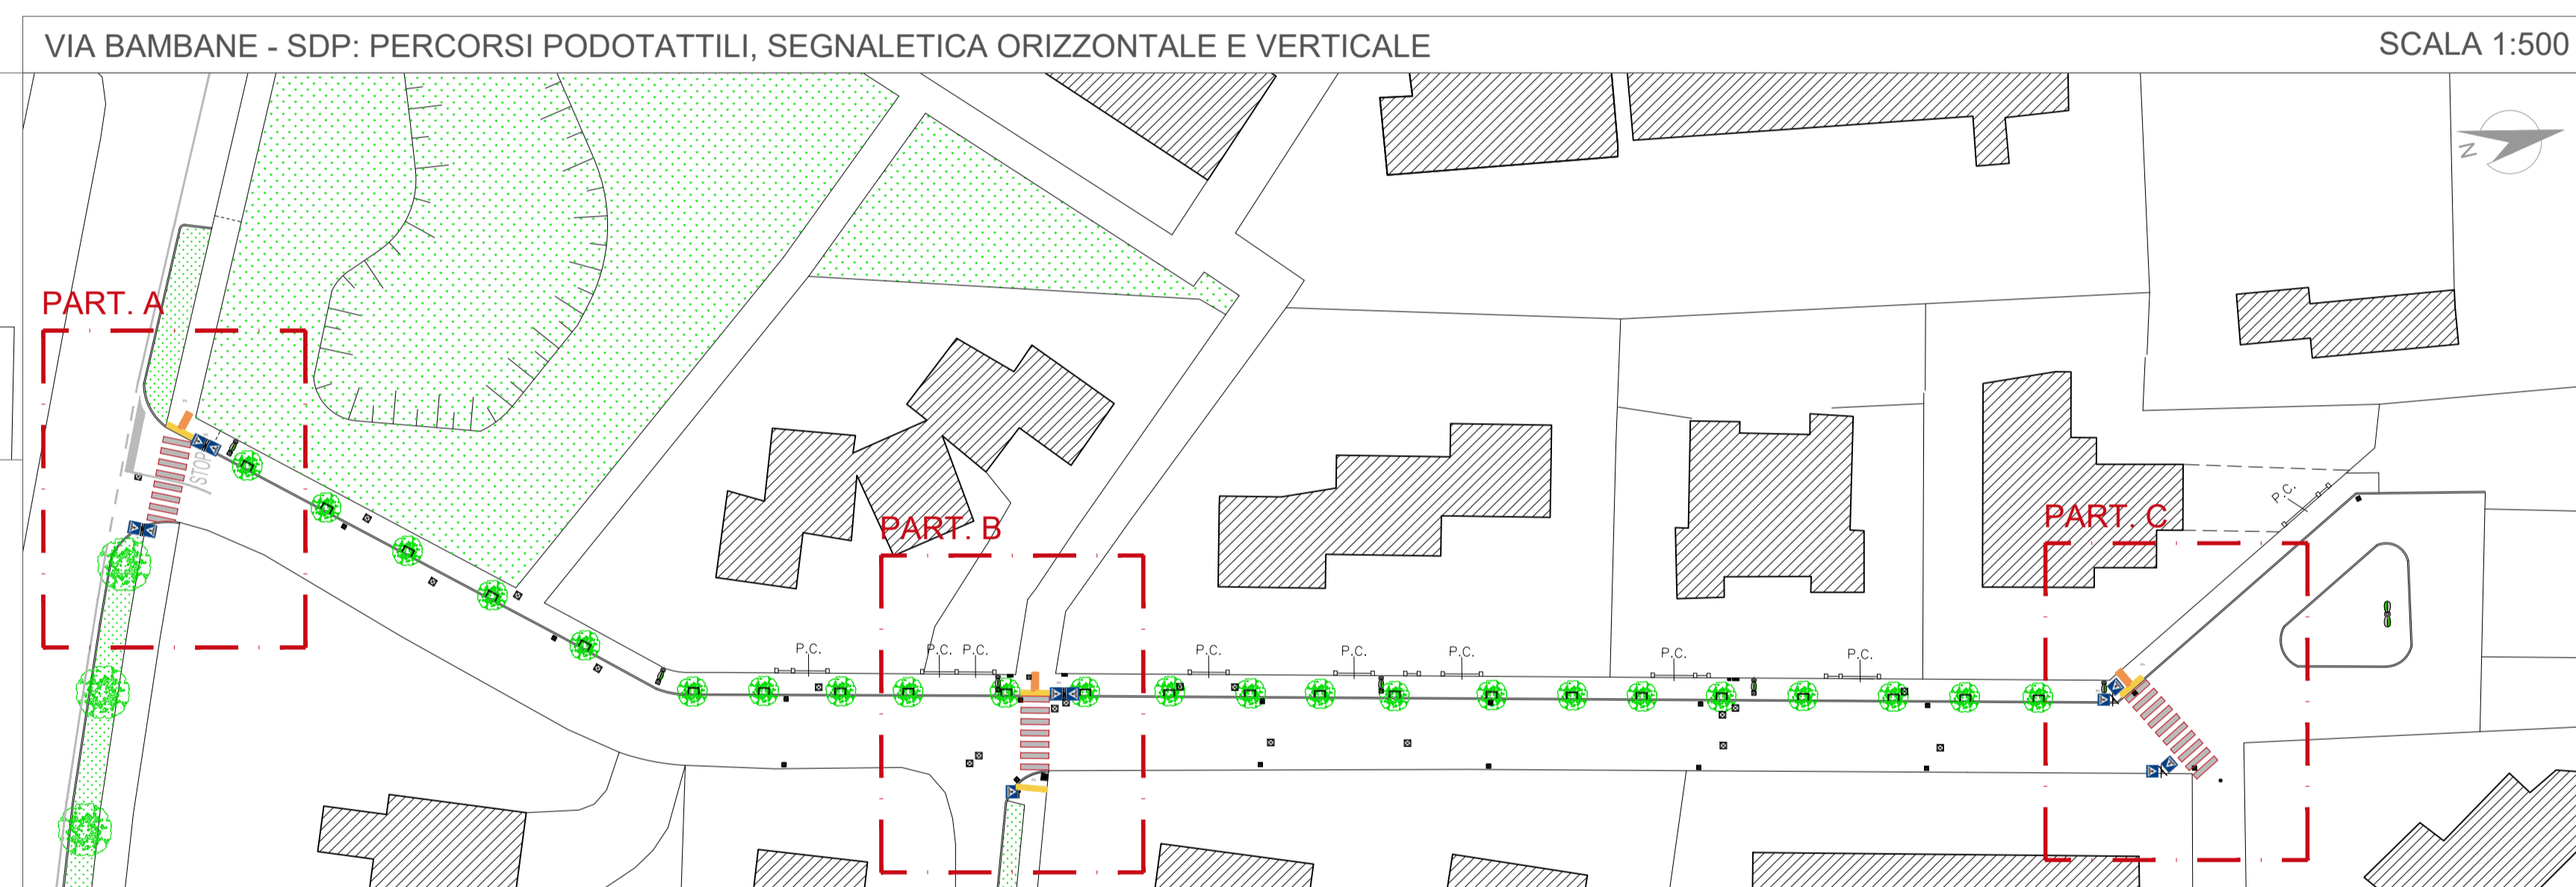 VIA BAMBANE - SDP: PERCORSI PODOTATTILI, SEGNALETICA ORIZZONTALE E VERTICALE
SCALA 1:500
N
PART. A
STOP
PART. B
PART. C
P.C.
P.C.
P.C. P.C.
P.C.
P.C.
P.C.
P.C.
P.C.